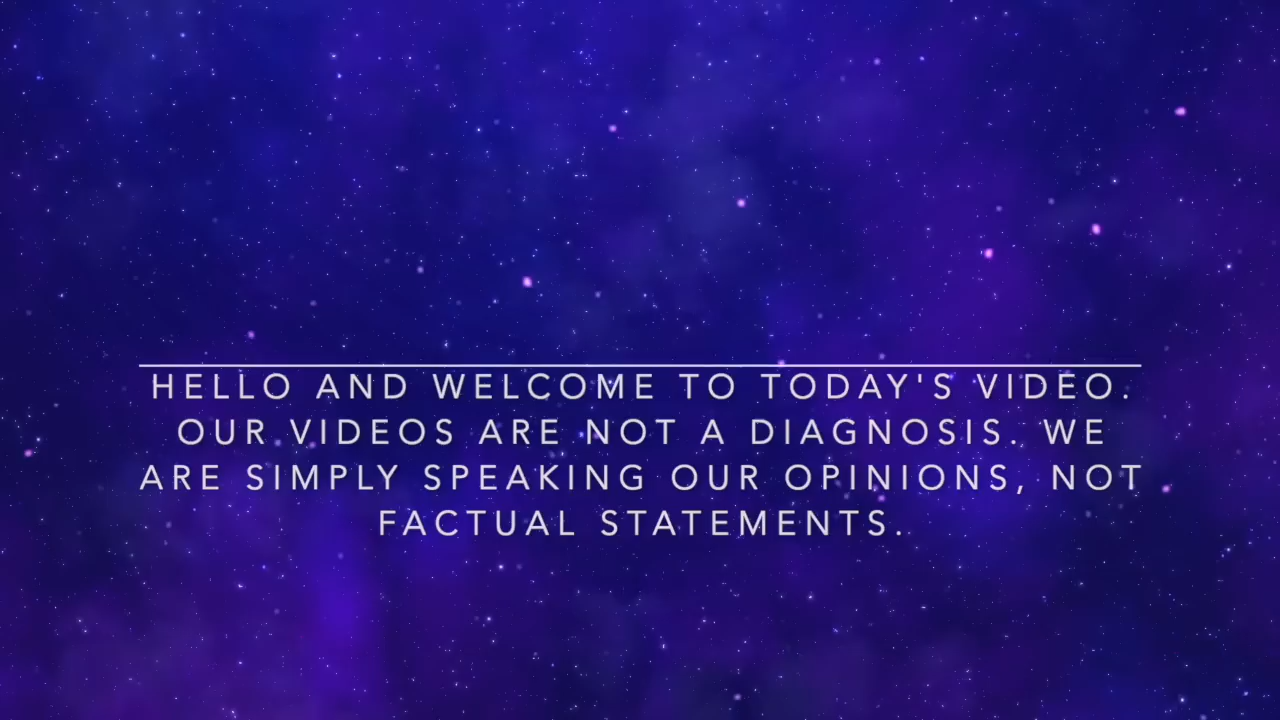 HELLO AND WELCOME TO TODAY'S VIDEO.
OUR VIDEOS ARE NOT A DIAGNOSIS. WE
ARE SIMPLY SPEAKING OUR OPINIONS, NOT
FACTUAL STATEMENTS.